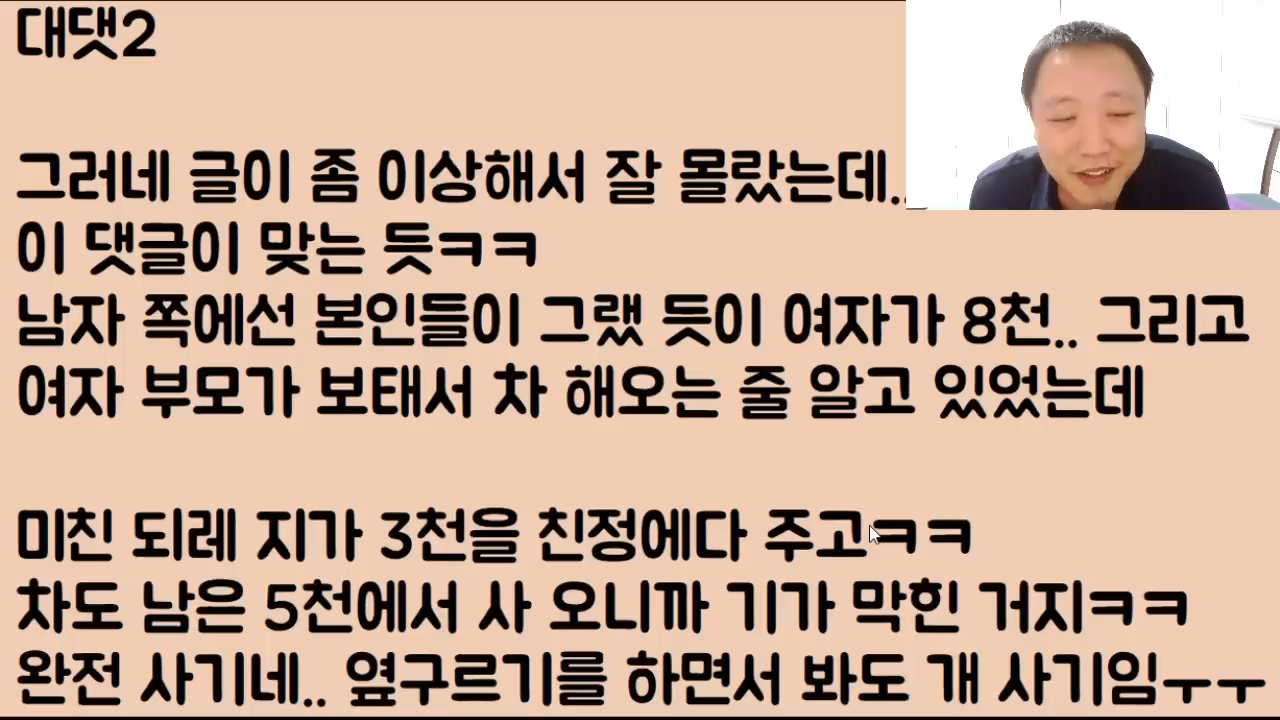 대댓2
그러네 글이 좀 이상해서 잘 몰랐는데..
이 댓글이 맞는 듯ㅋㅋ
남자 쪽에선 본인들이 그랬 듯이 여자가 8천.. 그리고
여자 부모가 보태서 차 해오는 줄 알고 있었는데
미친 되레 지가 3천을 친정에다 주고ㅋㅋ
차도 남은 5천에서 사 오니까 기가 막힌 거지ㅋㅋ
완전 사기네.. 옆구르기를 하면서 봐도 개 사기임ㅜㅜ